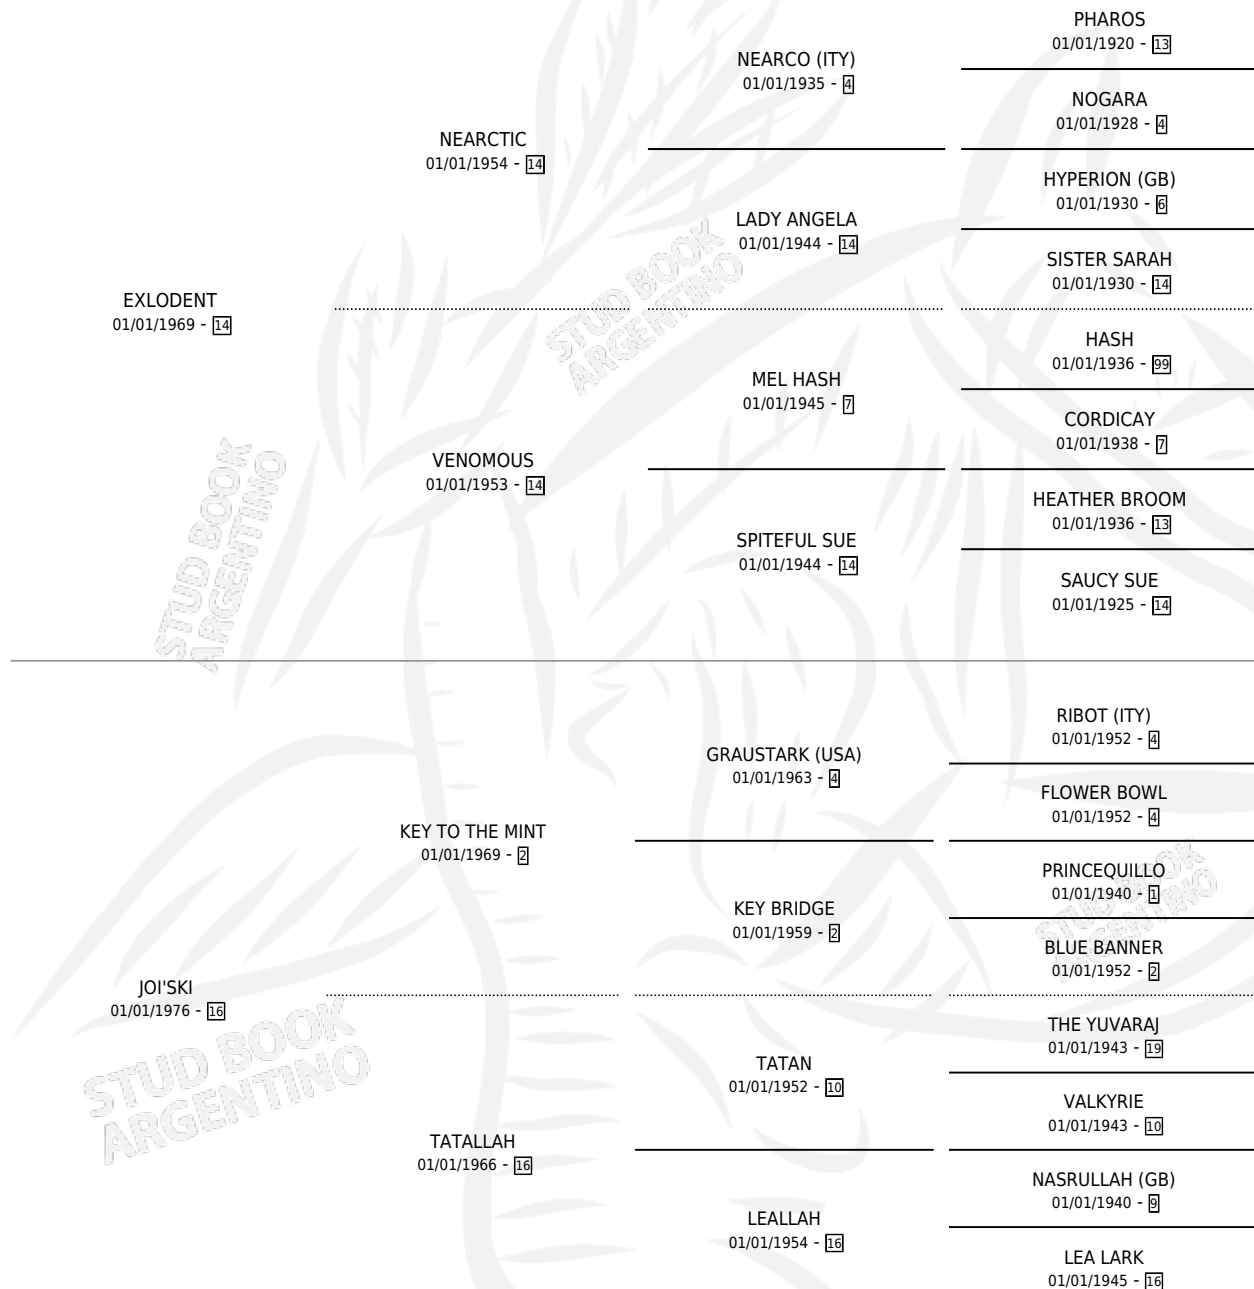 PHAROS
01/01/1920 - 13
NEARCO (ITY)
01/01/1935 - 4
NOGARA
01/01/1928 - 4
NEARCTIC
01/01/1954 - 14
HYPERION (GB)
01/01/1930 - 6
LADY ANGELA
01/01/1944 - 14
SISTER SARAH
01/01/1930 - 14
EXLODENT
01/01/1969 - 14
STUD BOOK
ARGENTINO
HASH
01/01/1936 - 99
MEL HASH
01/01/1945 - 7
CORDICAY
01/01/1938 - 7
VENOMOUS
01/01/1953 - 14
HEATHER BROOM
01/01/1936 - 13
SPITEFUL SUE
01/01/1944 - 14
SAUCY SUE
01/01/1925 - 14
STUD BOOK
ARGENTINO
RIBOT (ITY)
01/01/1952 - 4
GRAUSTARK (USA)
01/01/1963 - 4
FLOWER BOWL
01/01/1952 - 4
KEY TO THE MINT
01/01/1969 - 2
PRINCEQUILLO
01/01/1940 - 1
KEY BRIDGE
01/01/1959 - 2
BLUE BANNER
01/01/1952 - 2
STUD BOOK
ARGENTINO
JOI'SKI
01/01/1976 - 16
THE YUVARAJ
01/01/1943 - 19
TATAN
01/01/1952 - 10
VALKYRIE
01/01/1943 - 10
STUD BOOK
ARGENTINO
TATALLAH
01/01/1966 - 16
NASRULLAH (GB)
01/01/1940 - 9
LEALLAH
01/01/1954 - 16
LEA LARK
01/01/1945 - 16